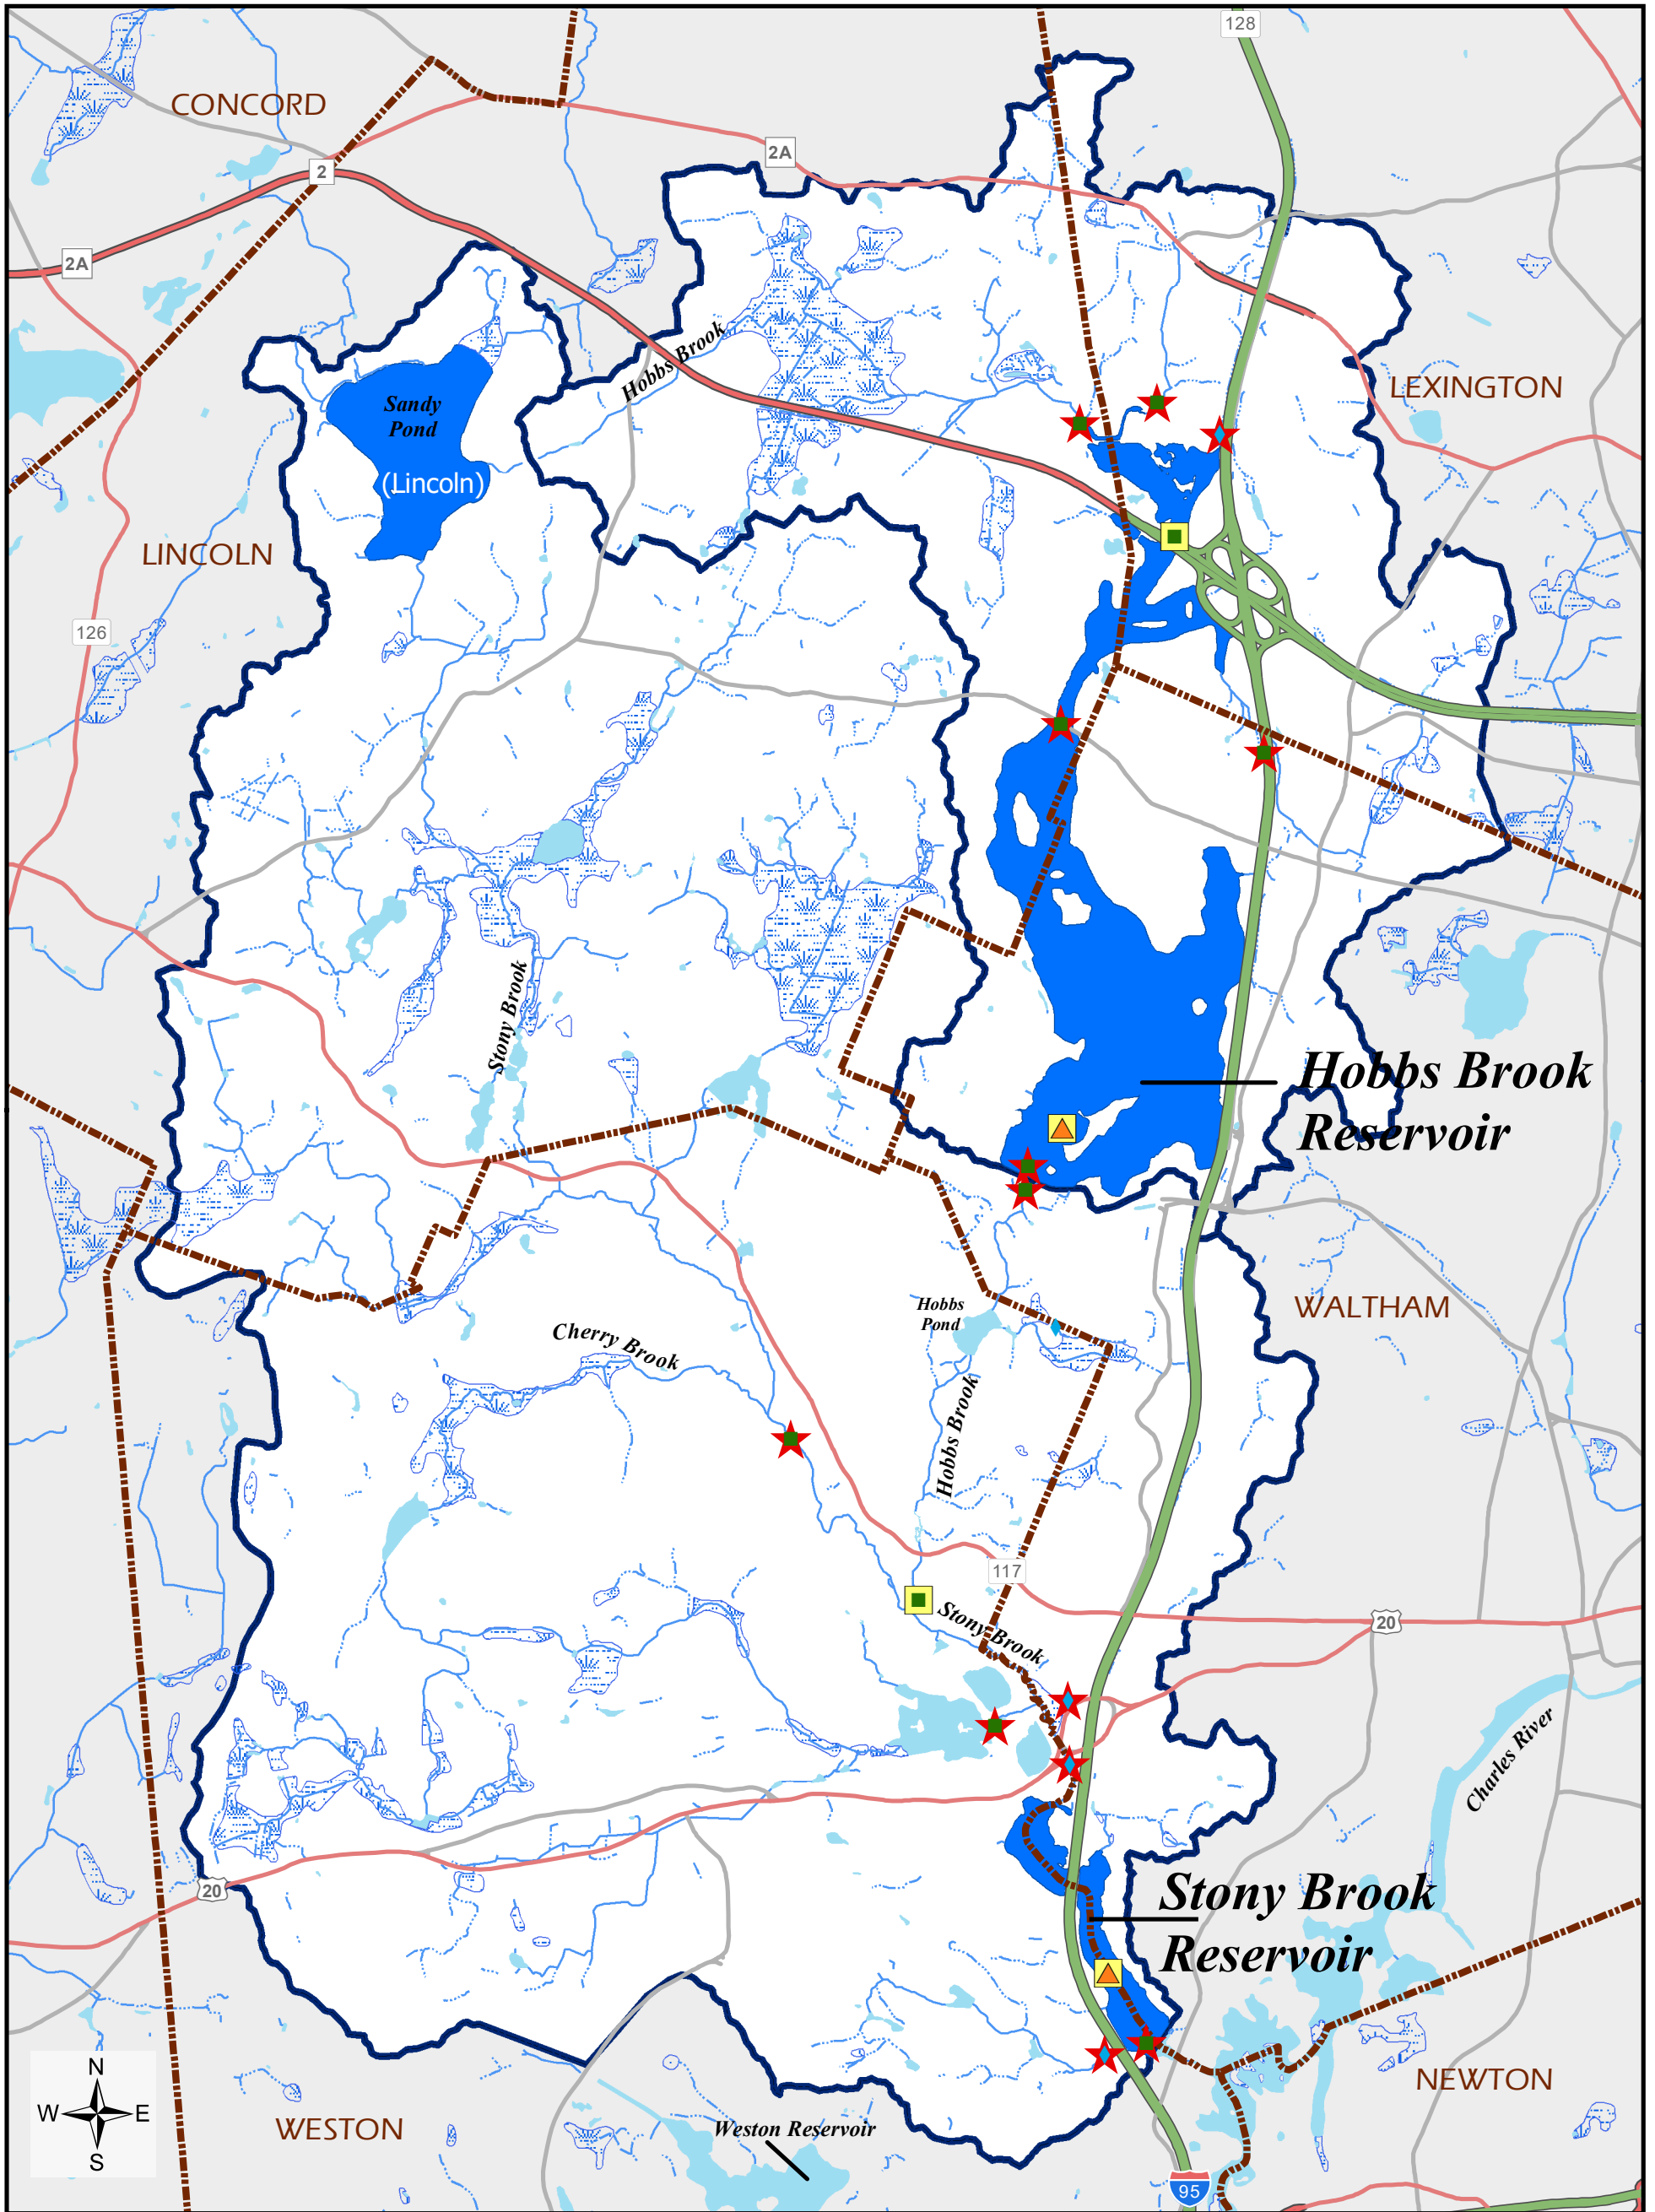 128
CONCORD
2A
2
2A
Hobbs Brook
LEXINGTON
Sandy
Pond
(Lincoln)
LINCOLN
126
Stony Brook
Hobbs Brook
Reservoir
Hobbs
Pond
WALTHAM
Cherry Brook
Hobbs Brook
117
Stony Brook
20
Charles River
20
Stony Brook
Reservoir
N
W E
S
NEWTON
WESTON
Weston Reservoir
95